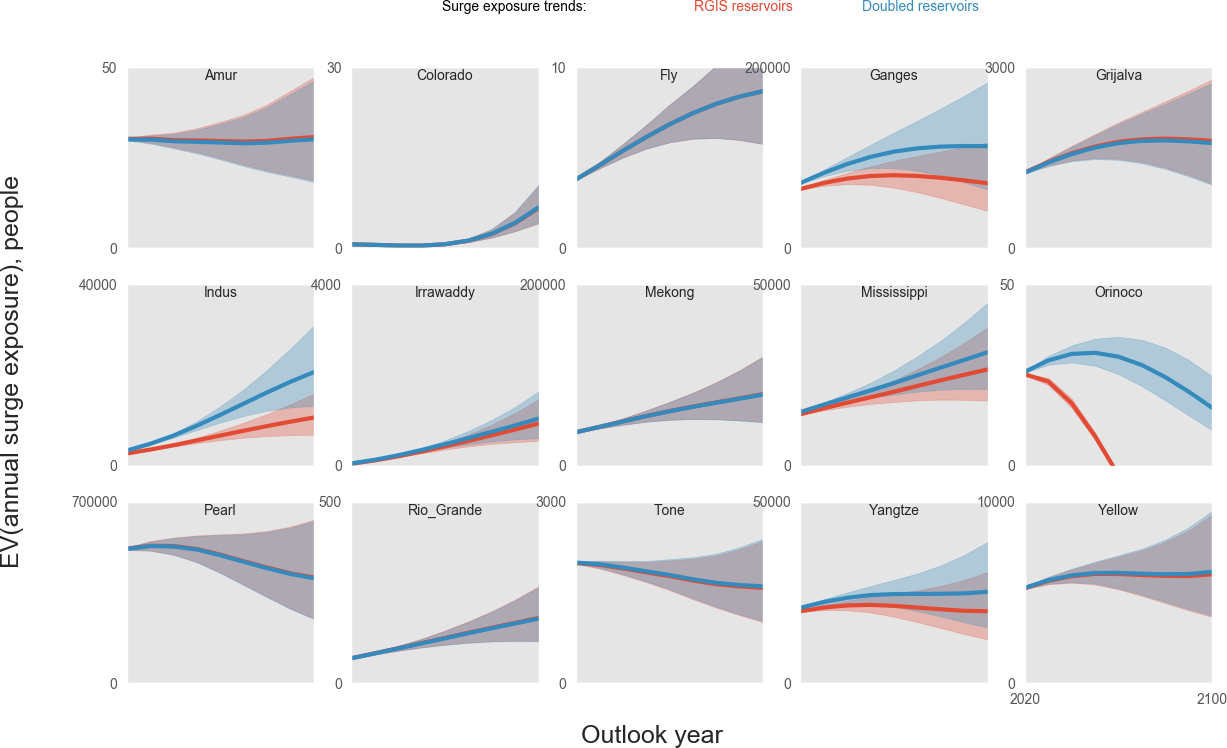 Surge exposure trends: RGIS reservoirs Doubled reservoirs
50 30 10 200000 3000
Amur Colorado Fly Ganges Grijalva
0 0 0 0 0
40000 4000 200000 50000 50
Indus Irrawaddy Mekong Mississippi Orinoco
0 0 0 0 0
700000 500 3000 50000 10000
Pearl Rio_Grande Tone Yangtze Yellow
0 0 0 0 0
2020 2100
EV(annual surge exposure), people
Outlook year